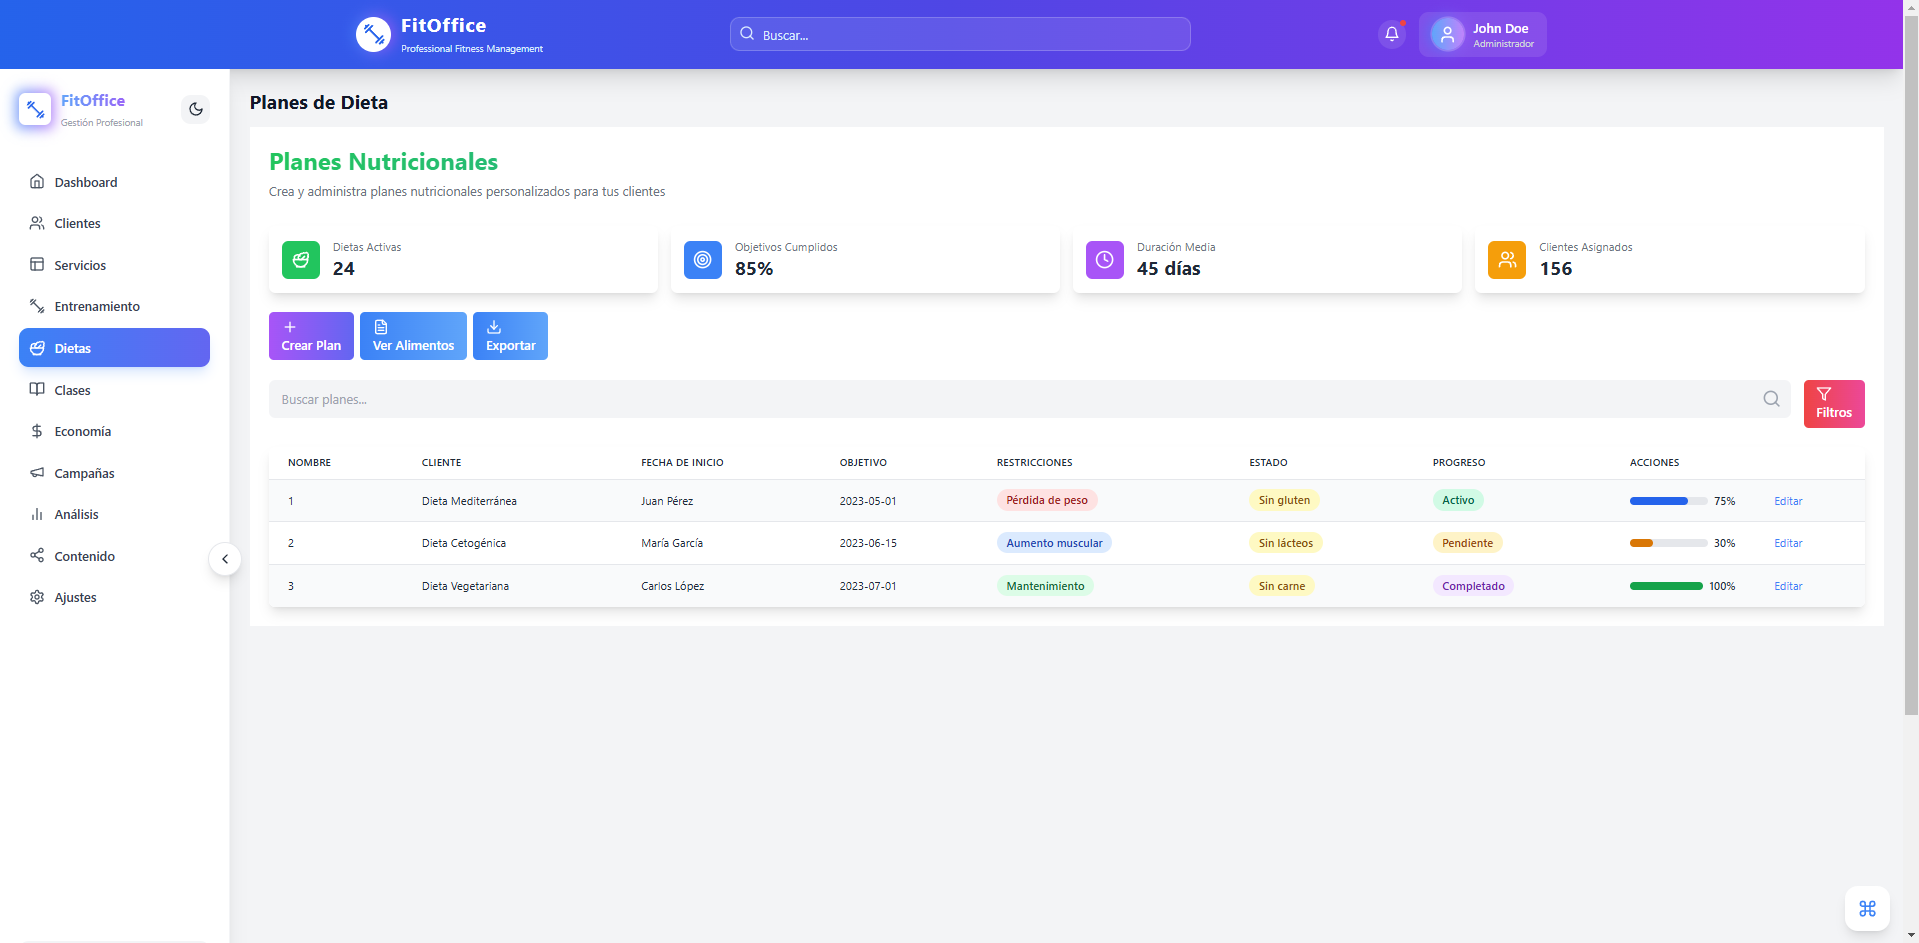 FitOffice
Professional Fitness Management
Buscar...
John Doe
Administrador
FitOffice
Gestión Profesional
Dashboard
Clientes
Servicios
Entrenamiento
Dietas
Clases
Economía
Campañas
Análisis
Contenido
Ajustes
Planes de Dieta
Planes Nutricionales
Crea y administra planes nutricionales personalizados para tus clientes
Dietas Activas
24
Objetivos Cumplidos
85%
Duración Media
45 días
Clientes Asignados
156
Crear Plan
Ver Alimentos
Exportar
Buscar planes...
Filtros
NOMBRE CLIENTE FECHA DE INICIO OBJETIVO RESTRICCIONES ESTADO PROGRESO ACCIONES
1 Dieta Mediterránea Juan Pérez 2023-05-01 Pérdida de peso Sin gluten Activo 75% Editar
2 Dieta Cetogénica María García 2023-06-15 Aumento muscular Sin lácteos Pendiente 30% Editar
3 Dieta Vegetariana Carlos López 2023-07-01 Mantenimiento Sin carne Completado 100% Editar